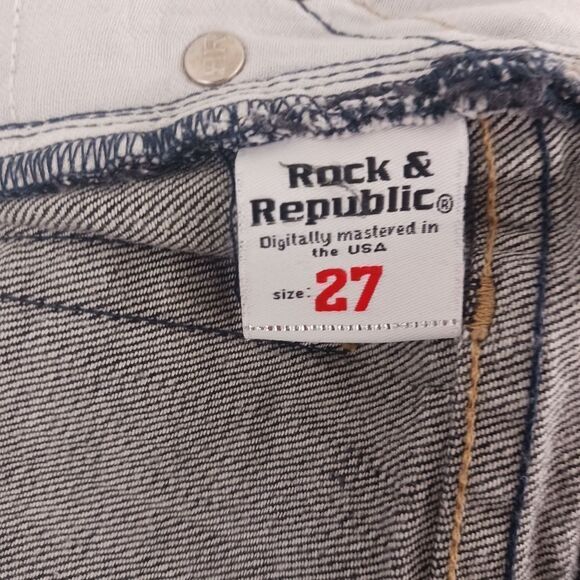 Rock &
Republic®
Digitally mastered in
the USA
size: 27